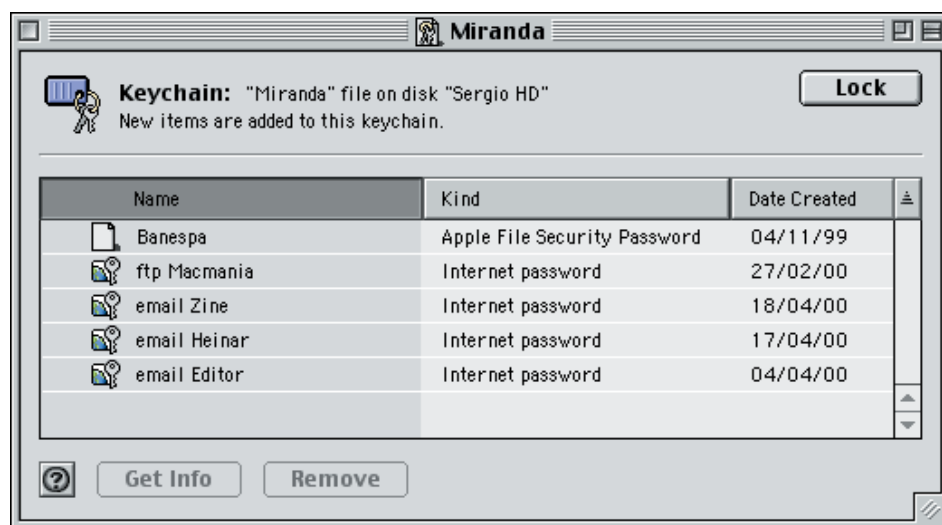 Miranda
Keychain: "Miranda" file on disk "Sergio HD"
Lock
New items are added to this keychain.
Name Kind Date Created
Banespa Apple File Security Password 04/11/99
ftp Macmania Internet password 27/02/00
email Zine Internet password 18/04/00
email Heinar Internet password 17/04/00
email Editor Internet password 04/04/00
? Get Info Remove